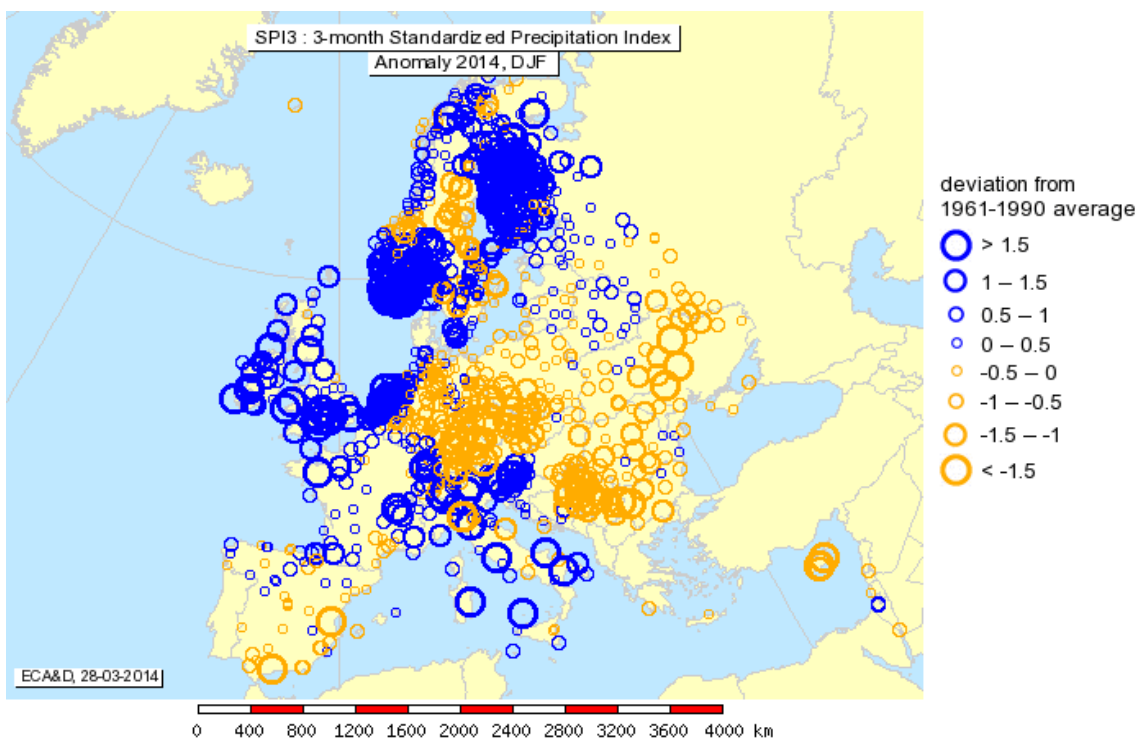 SPI3 : 3-month Standardized Precipitation Index
Anomaly 2014, DJF
deviation from
1961-1990 average
> 1.5
1 – 1.5
0.5 – 1
0 – 0.5
-0.5 – 0
-1 – -0.5
-1.5 – -1
< -1.5
ECA&D, 28-03-2014
0 400 800 1200 1600 2000 2400 2800 3200 3600 4000 km